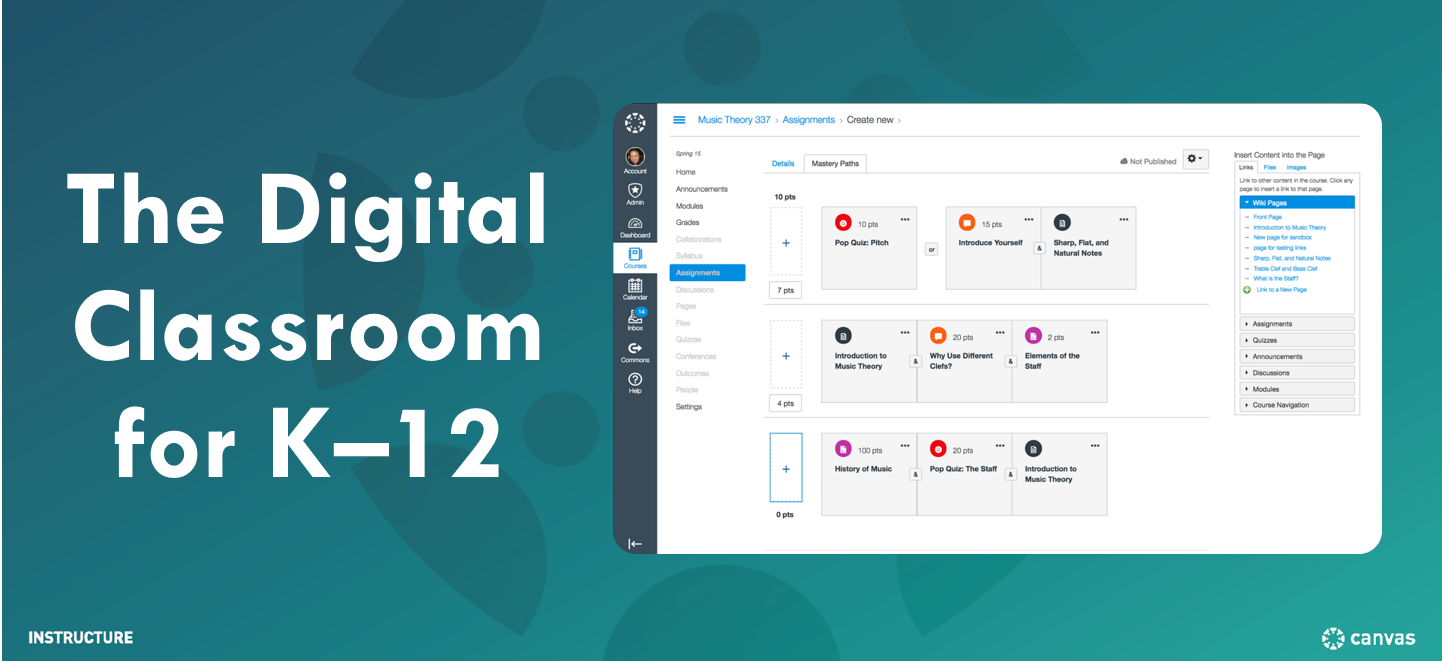 The Digital
Classroom
for K–12
INSTRUCTURE
canvas
Music Theory 337 > Assignments > Create new >
Account
Admin
Dashboard
Courses
Calendar
14
Inbox
Commons
Help
Spring 15
Home
Announcements
Modules
Grades
Collaborations
Syllabus
Assignments
Discussions
Pages
Files
Quizzes
Conferences
Outcomes
People
Settings
Details
Mastery Paths
Not Published
10 pts
10 pts
Pop Quiz: Pitch
or
15 pts
Introduce Yourself
&
Sharp, Flat, and
Natural Notes
7 pts
Introduction to
Music Theory
&
20 pts
Why Use Different
Clefs?
&
2 pts
Elements of the
Staff
4 pts
100 pts
History of Music
&
20 pts
Pop Quiz: The Staff
&
Introduction to
Music Theory
0 pts
Insert Content into the Page
Links Files Images
Link to other content in the course. Click any
page to insert a link to that page.
Wiki Pages
Front Page
Introduction to Music Theory
New page for sandbox
page for testing links
Sharp, Flat, and Natural Notes
Treble Clef and Bass Clef
What is the Staff?
Link to a New Page
Assignments
Quizzes
Announcements
Discussions
Modules
Course Navigation